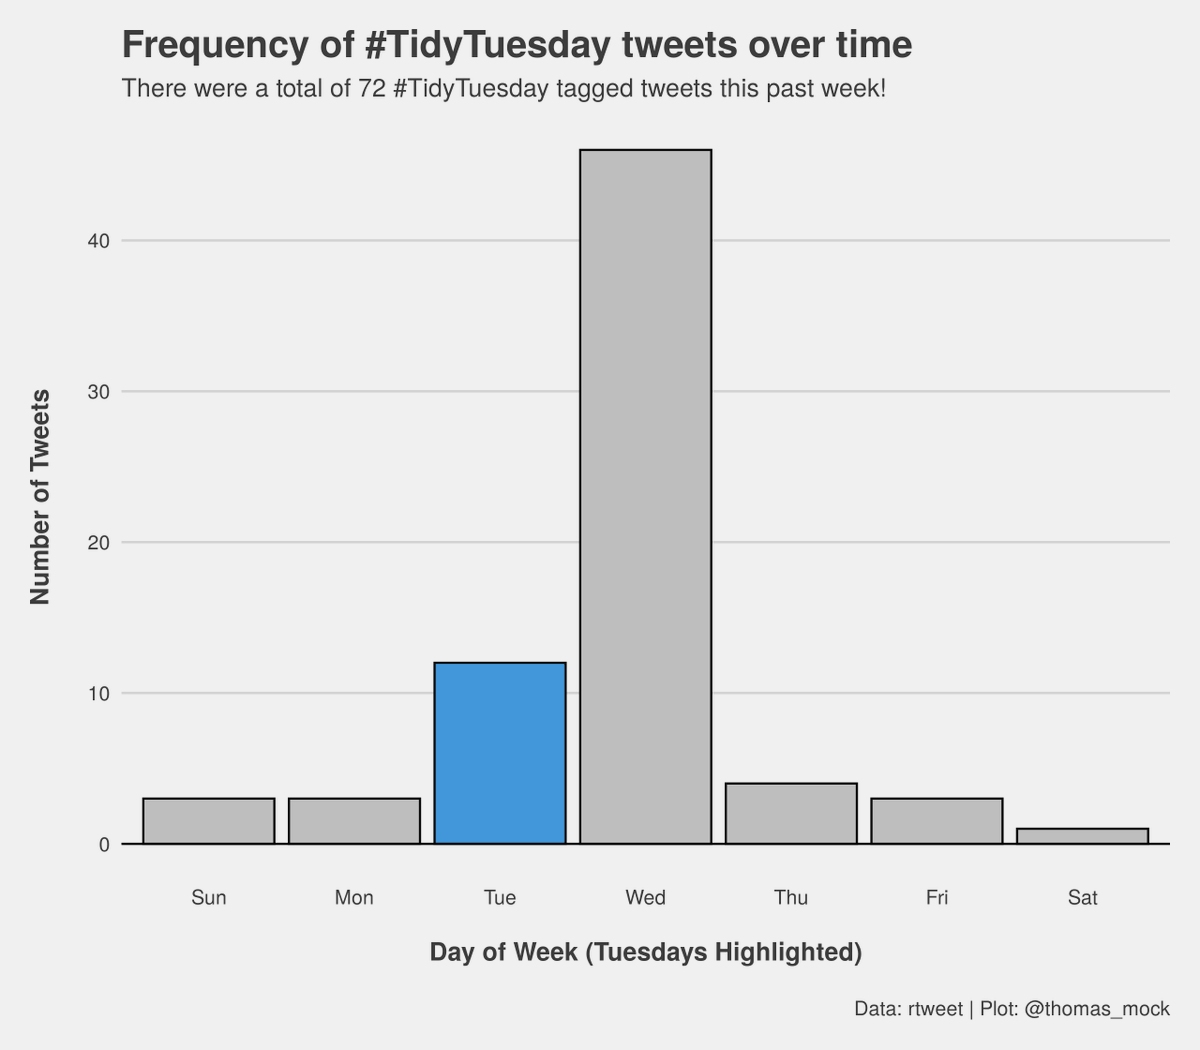 Frequency of #TidyTuesday tweets over time
There were a total of 72 #TidyTuesday tagged tweets this past week!
Number of Tweets
40
30
20
10
0
Sun Mon Tue Wed Thu Fri Sat
Day of Week (Tuesdays Highlighted)
Data: rtweet | Plot: @thomas_mock